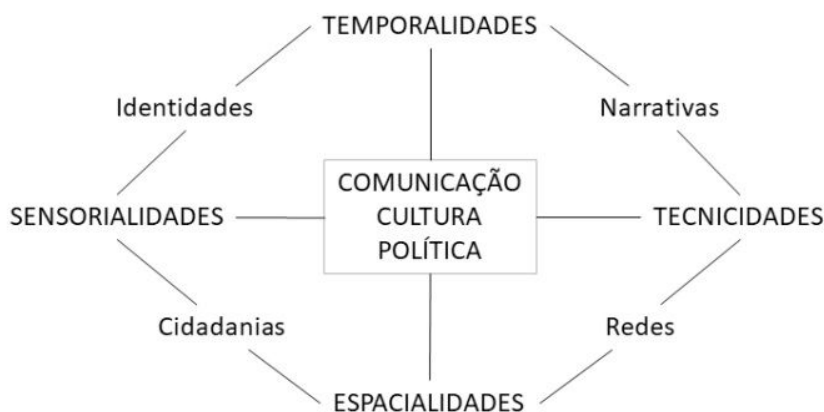 TEMPORALIDADES
Identidades
Narrativas
COMUNICAÇÃO
CULTURA
POLÍTICA
SENSORIALIDADES
TECNICIDADES
Cidadanias
Redes
ESPACIALIDADES